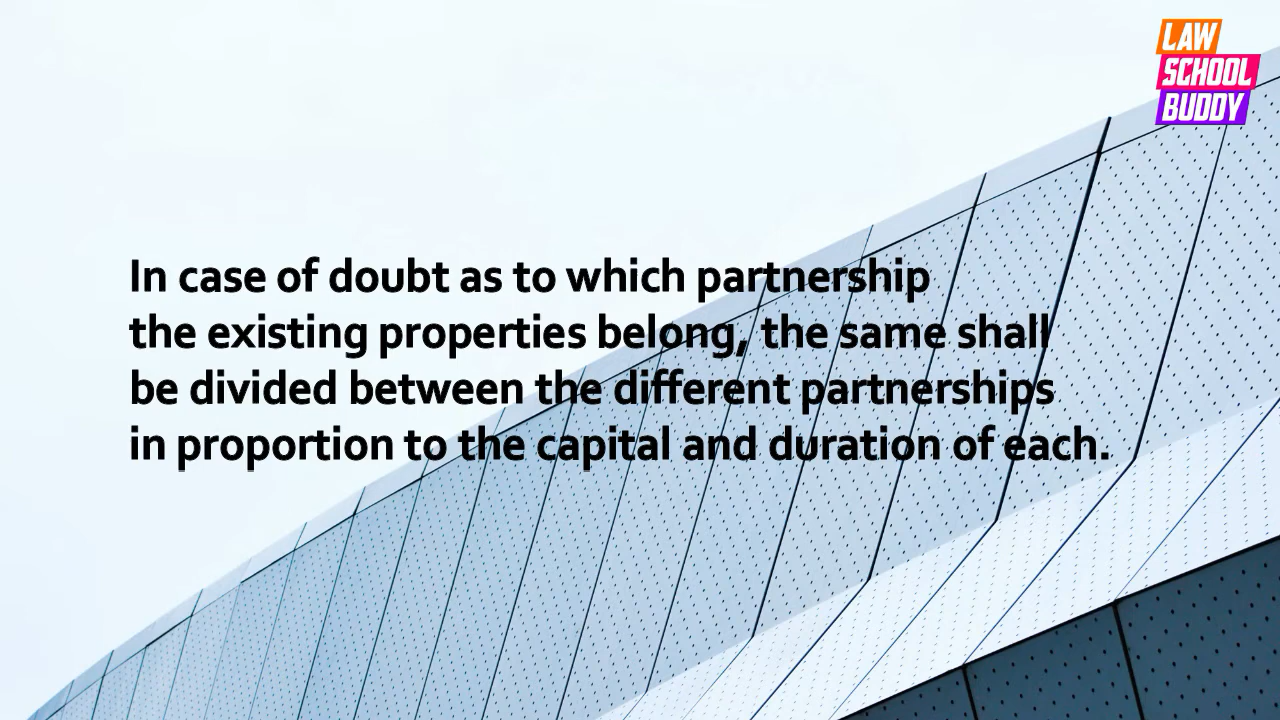 LAW
SCHOOL
BUDDY
In case of doubt as to which partnership
the existing properties belong, the same shall
be divided between the different partnerships
in proportion to the capital and duration of each.